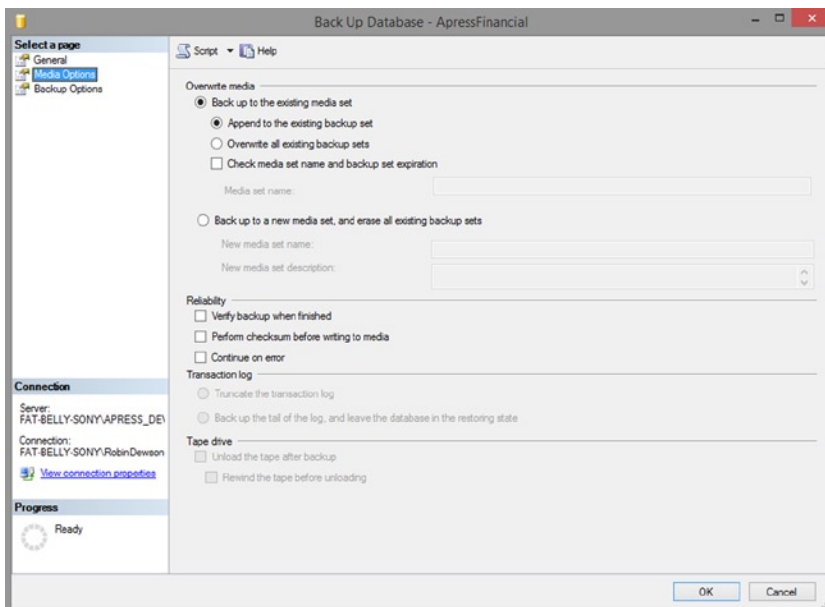 Back Up Database - ApressFinancial
Select a page
General
Media Options
Backup Options
Script
Help
Overwrite media
Back up to the existing media set
Append to the existing backup set
Overwrite all existing backup sets
Check media set name and backup set expiration
Media set name:
Back up to a new media set, and erase all existing backup sets
New media set name:
New media set description:
Reliability
Verify backup when finished
Perform checksum before writing to media
Continue on error
Transaction log
Truncate the transaction log
Back up the tail of the log, and leave the database in the restoring state
Tape drive
Unload the tape after backup
Rewind the tape before unloading
Connection
Server:
FAT-BELLY-SONY\APRESS_DEV
Connection:
FAT-BELLY-SONY\RobinDewson
View connection properties
Progress
Ready
OK
Cancel